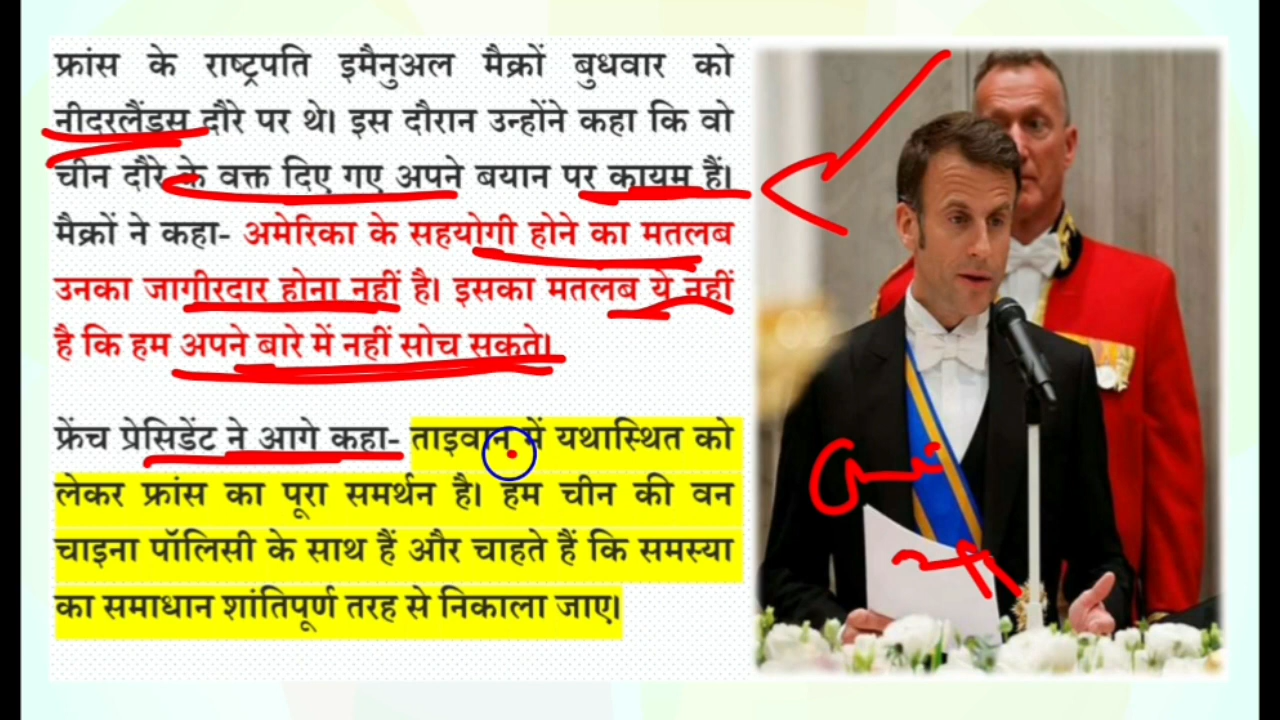 फ्रांस के राष्ट्रपति इमैनुअल मैक्रों बुधवार को
नीदरलैंडस दौरे पर थे। इस दौरान उन्होंने कहा कि वो
चीन दौरे के वक्त दिए गए अपने बयान पर कायम हैं।
मैक्रों ने कहा- अमेरिका के सहयोगी होने का मतलब
उनका जागीरदार होना नहीं है। इसका मतलब ये नहीं
है कि हम अपने बारे में नहीं सोच सकते।
फ्रेंच प्रेसिडेंट ने आगे कहा- ताइवान में यथास्थित को
लेकर फ्रांस का पूरा समर्थन है। हम चीन की वन
चाइना पॉलिसी के साथ हैं और चाहते हैं कि समस्या
का समाधान शांतिपूर्ण तरह से निकाला जाए।